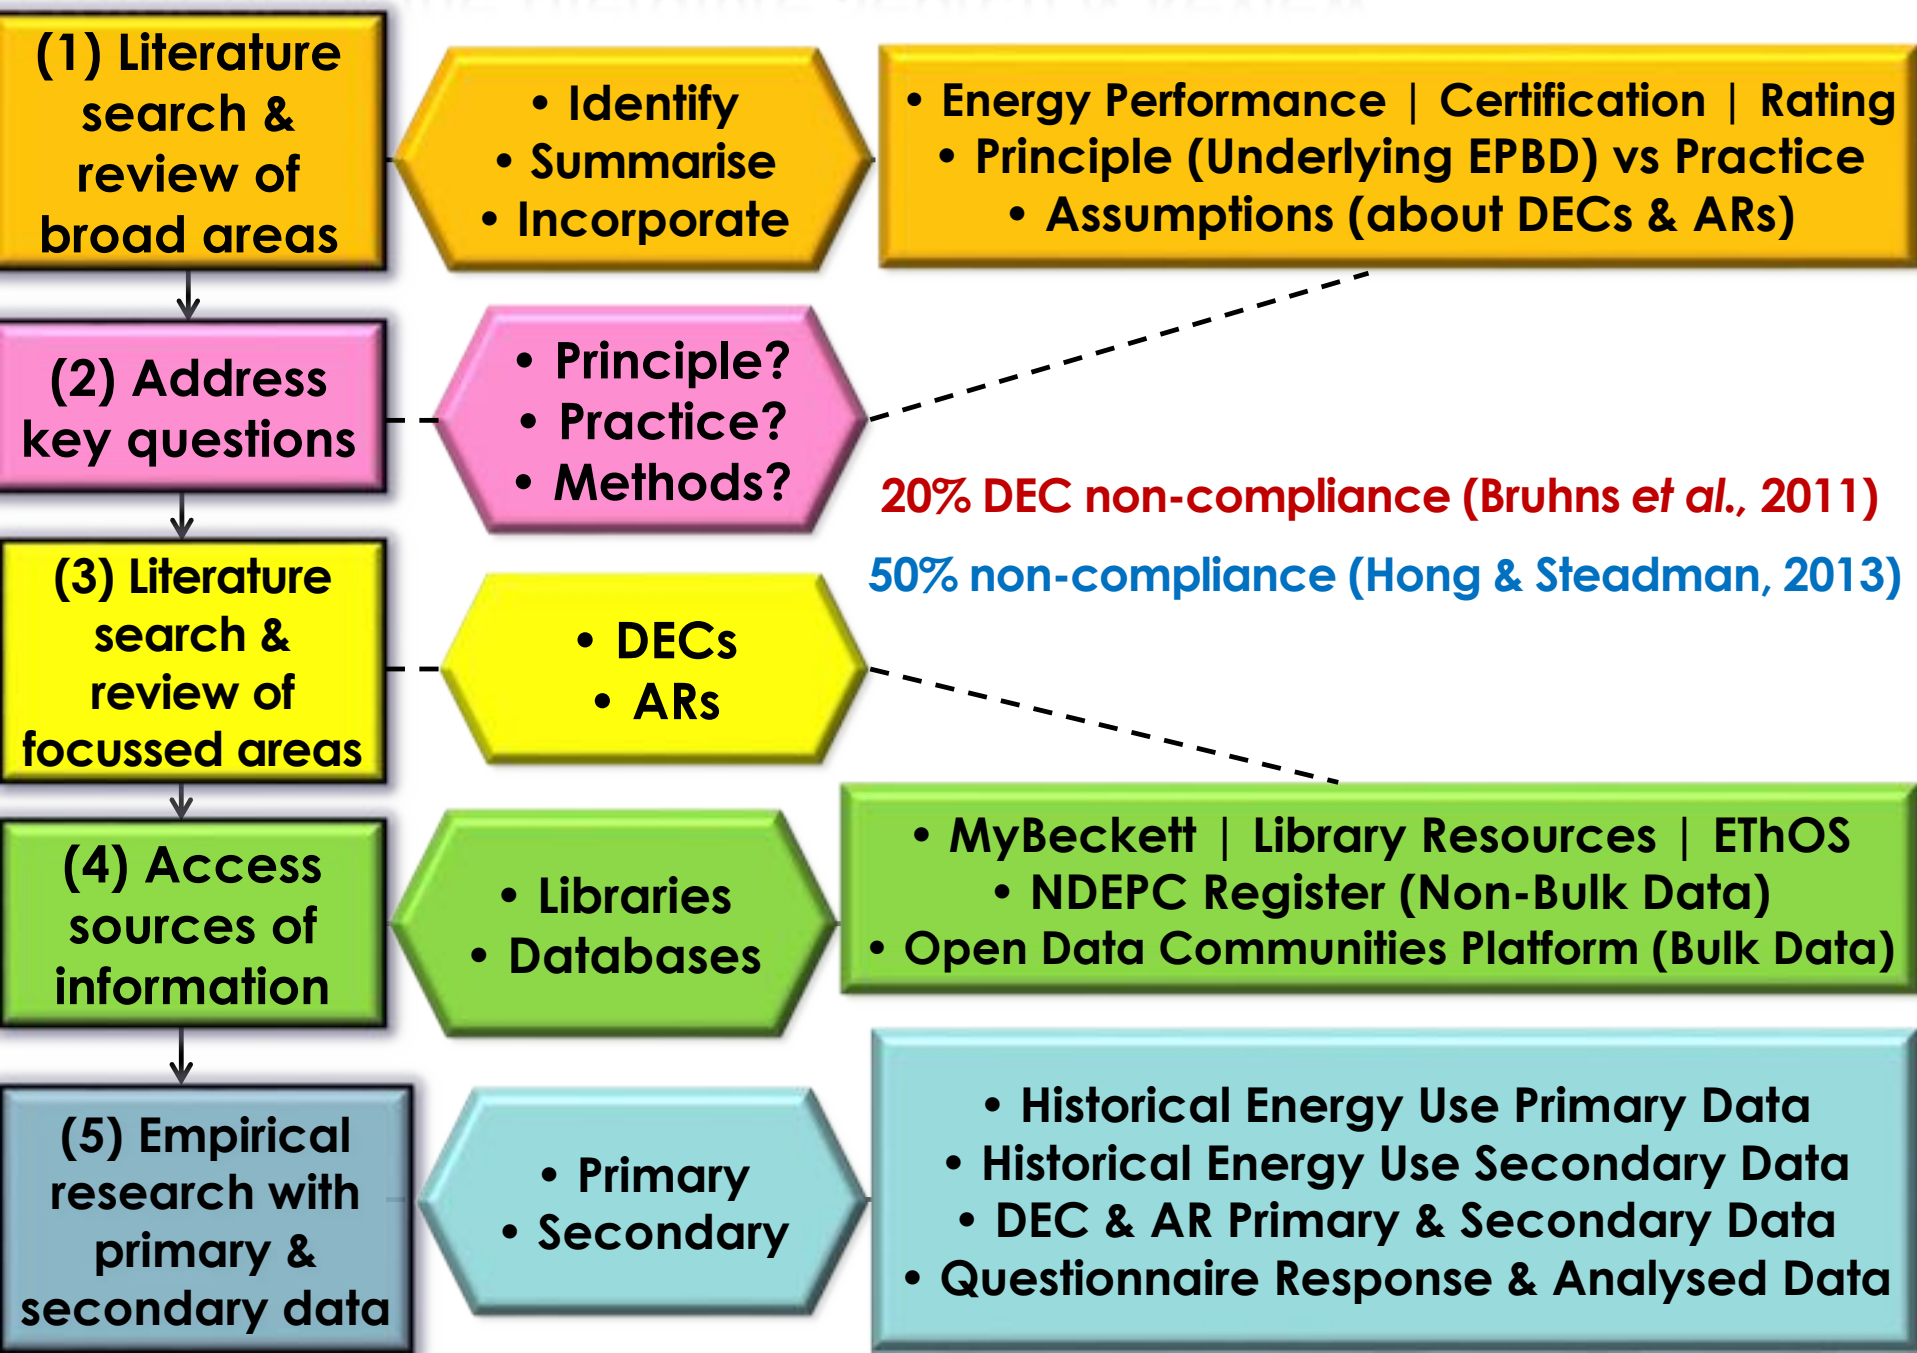 (1) Literature
search &
review of
broad areas
• Identify
• Summarise
• Incorporate
• Energy Performance | Certification | Rating
• Principle (Underlying EPBD) vs Practice
• Assumptions (about DECs & ARs)
(2) Address
key questions
• Principle?
• Practice?
• Methods?
20% DEC non-compliance (Bruhns et al., 2011)
50% non-compliance (Hong & Steadman, 2013)
(3) Literature
search &
review of
focussed areas
• DECs
• ARs
(4) Access
sources of
information
• Libraries
• Databases
• MyBeckett | Library Resources | EThOS
• NDEPC Register (Non-Bulk Data)
• Open Data Communities Platform (Bulk Data)
(5) Empirical
research with
primary &
secondary data
• Primary
• Secondary
• Historical Energy Use Primary Data
• Historical Energy Use Secondary Data
• DEC & AR Primary & Secondary Data
• Questionnaire Response & Analysed Data